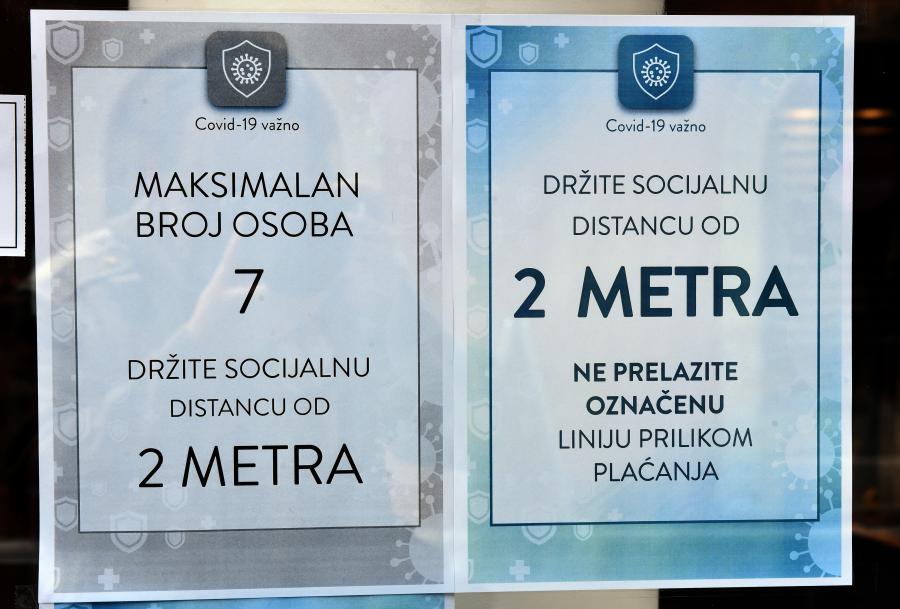 Covid-19 važno
MAKSIMALAN
BROJ OSOBA
7
DRŽITE SOCIJALNU
DISTANCU OD
2 METRA
Covid-19 važno
DRŽITE SOCIJALNU
DISTANCU OD
2 METRA
NE PRELAZITE
OZNAČENU
LINIJU PRILIKOM
PLAĆANJA